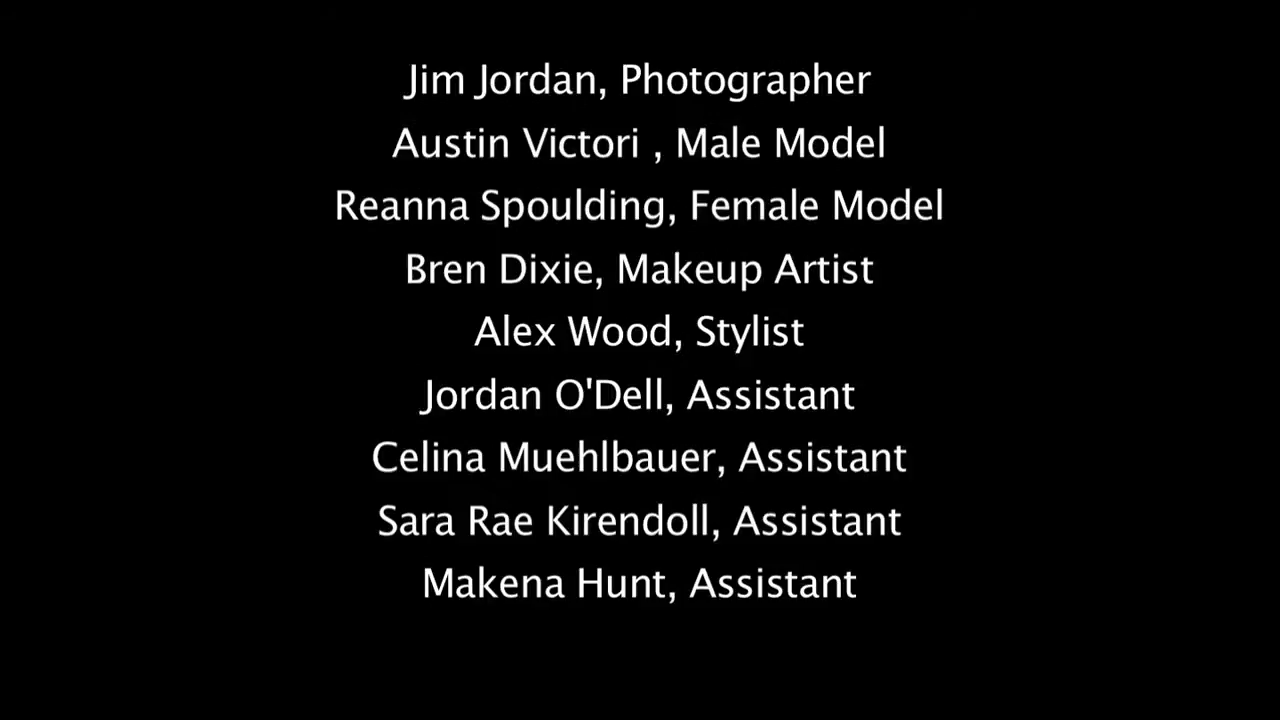 Jim Jordan, Photographer
Austin Victori , Male Model
Reanna Spoulding, Female Model
Bren Dixie, Makeup Artist
Alex Wood, Stylist
Jordan O'Dell, Assistant
Celina Muehlbauer, Assistant
Sara Rae Kirendoll, Assistant
Makena Hunt, Assistant